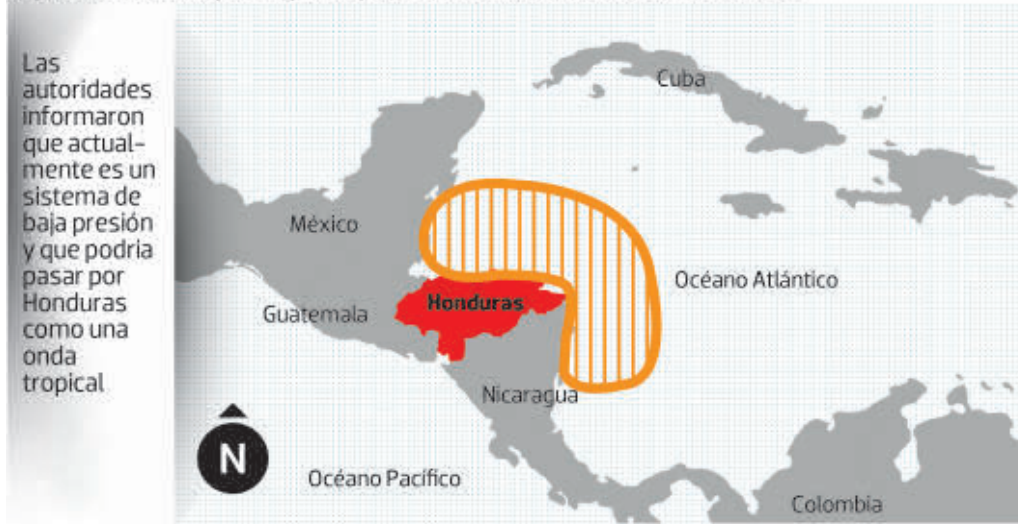 Las
autoridades
informaron
que actual-
mente es un
sistema de
baja presión
y que podria
pasar por
Honduras
como una
onda
tropical
Cuba
México
Océano Atlántico
Honduras
Guatemala
Nicaragua
N
Océano Pacífico
Colombia